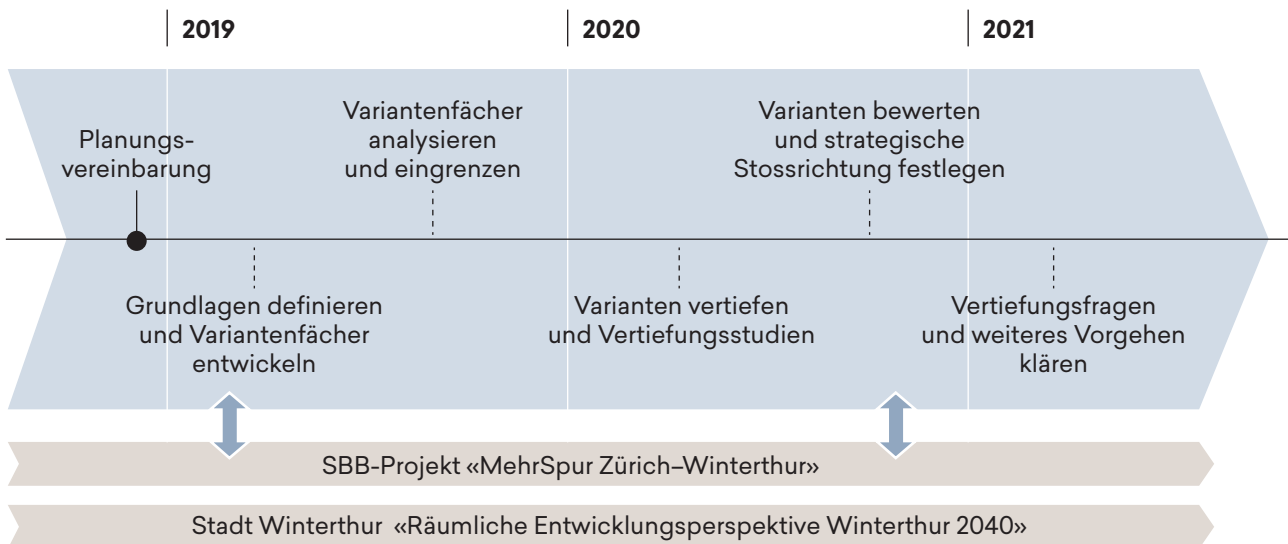 2019
2020
2021
Planungs-
vereinbarung
Variantenfächer
analysieren
und eingrenzen
Varianten bewerten
und strategische
Stossrichtung festlegen
Grundlagen definieren
und Variantenfächer
entwickeln
Varianten vertiefen
und Vertiefungsstudien
Vertiefungsfragen
und weiteres Vorgehen
klären
SBB-Projekt «MehrSpur Zürich–Winterthur»
Stadt Winterthur «Räumliche Entwicklungsperspektive Winterthur 2040»